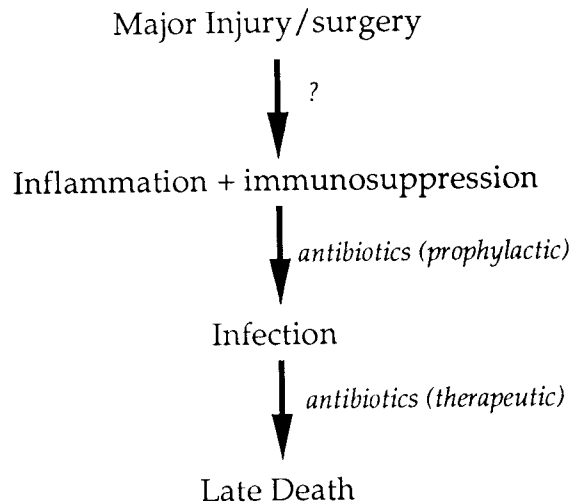 Major Injury/surgery
?
Inflammation + immunosuppression
antibiotics (prophylactic)
Infection
antibiotics (therapeutic)
Late Death